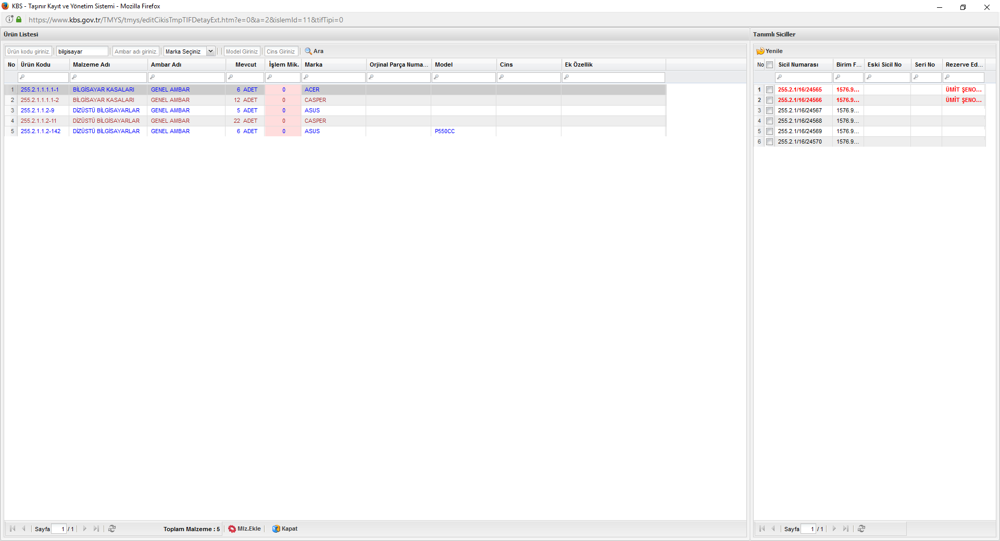 KBS - Taşınır Kayıt ve Yönetim Sistemi - Mozilla Firefox
https://www.kbs.gov.tr/TMYS/tmys/editCikisTmpTIFDetayExt.htm?e=0&a=2&islemId=11&tifTipi=0
Ürün Listesi
Ürün kodu giriniz. bilgisayar Ambar adı giriniz. Marka Seçiniz Model Giriniz Cins Giriniz Ara
No Ürün Kodu Malzeme Adı Ambar Adı Mevcut İşlem Mik. Marka Orjinal Parça Numa... Model Cins Ek Özellik
1 255.2.1.1.1.1-1 BİLGİSAYAR KASALARI GENEL AMBAR 6 ADET 0 ACER
2 255.2.1.1.1.1-2 BİLGİSAYAR KASALARI GENEL AMBAR 12 ADET 0 CASPER
3 255.2.1.1.2-9 DİZÜSTÜ BİLGİSAYARLAR GENEL AMBAR 5 ADET 0 ASUS
4 255.2.1.1.2-11 DİZÜSTÜ BİLGİSAYARLAR GENEL AMBAR 22 ADET 0 CASPER
5 255.2.1.1.2-142 DİZÜSTÜ BİLGİSAYARLAR GENEL AMBAR 6 ADET 0 ASUS P550CC
Sayfa 1 / 1 Toplam Malzeme : 5 Mlz.Ekle Kapat
Tanımlı Siciller
Yenile
No Sicil Numarası Birim F... Eski Sicil No Seri No Rezerve Ed...
1 255.2.1/16/24565 1576.9... ÜMİT ŞENO...
2 255.2.1/16/24566 1576.9... ÜMİT ŞENO...
3 255.2.1/16/24567 1576.9...
4 255.2.1/16/24568 1576.9...
5 255.2.1/16/24569 1576.9...
6 255.2.1/16/24570 1576.9...
Sayfa 1 / 1